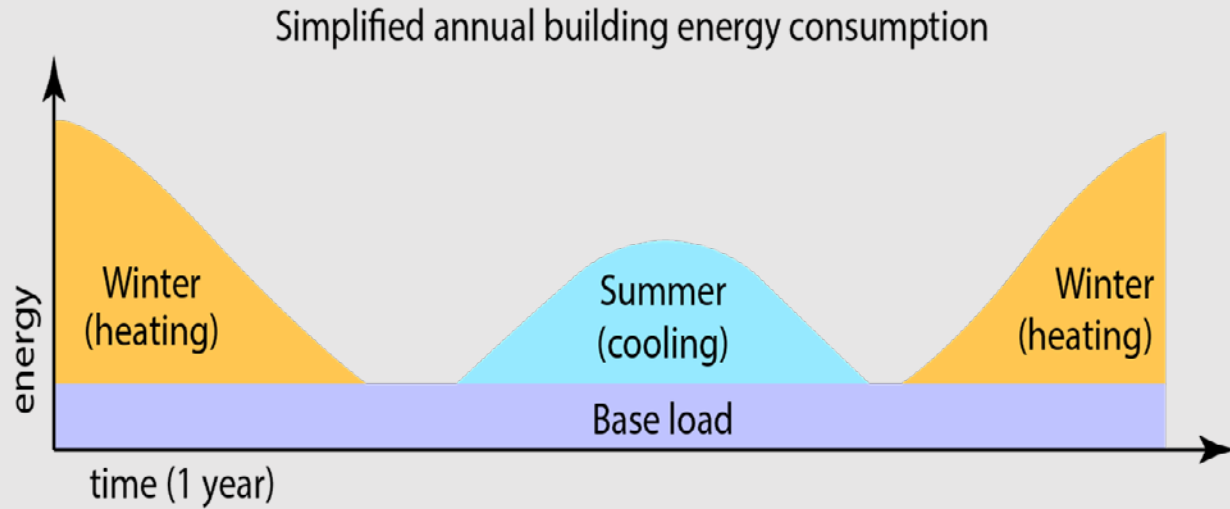 Simplified annual building energy consumption
energy
Winter
(heating)
Summer
(cooling)
Winter
(heating)
Base load
time (1 year)